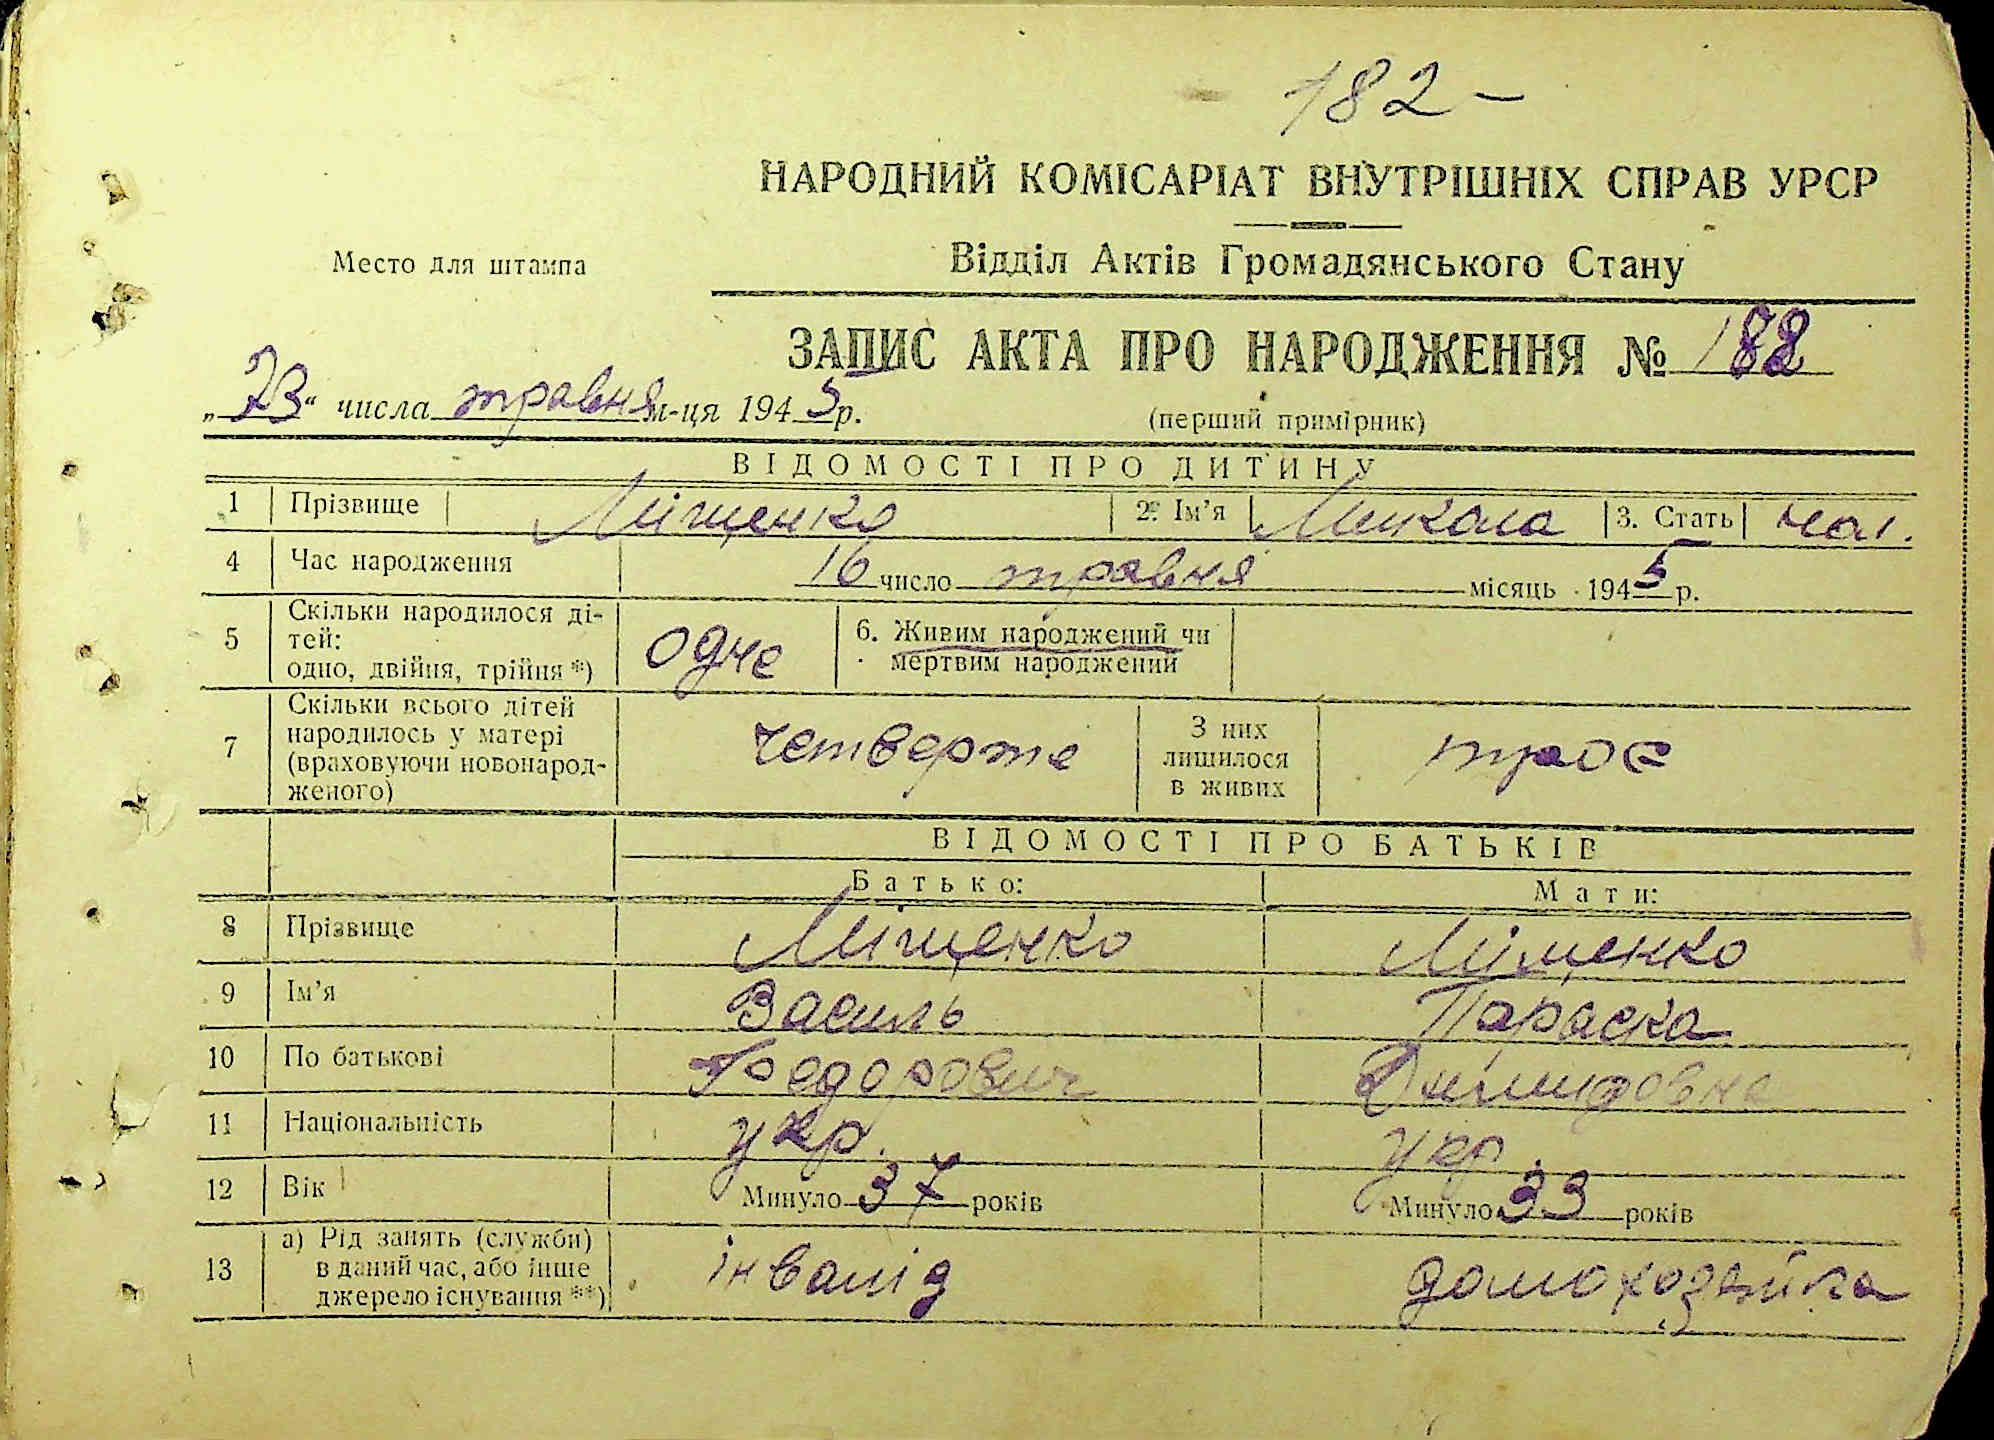 182 –
НАРОДНИЙ КОМІСАРІАТ ВНУТРІШНІХ СПРАВ УРСР
Место для штампа
Відділ Актів Громадянського Стану
ЗАПИС АКТА ПРО НАРОДЖЕННЯ № 182
„23“ числа травня м-ця 1945 р.
(перший примірник)
ВІДОМОСТІ ПРО ДИТИНУ
1 Прізвище Міщенко 2. Ім’я Микола 3. Стать чол.
4 Час народження 16 число травня місяць 1945 р.
5 Скільки народилося ді-
тей:
одно, двійня, трійня *) одне 6. Живим народжений чи
мертвим народжений
7 Скільки всього дітей
народилось у матері
(враховуючи новонарод-
женого) четверте З них
лишилося
в живих троє
ВІДОМОСТІ ПРО БАТЬКІВ
Батько: Мати:
8 Прізвище Міщенко Міщенко
9 Ім’я Василь Параска
10 По батькові Федорович Демидовна
11 Національність укр. укр.
12 Вік Минуло 37 років Минуло 33 років
13 а) Рід занять (служби)
в даний час, або інше
джерело існування **) інвалід домохозяйка